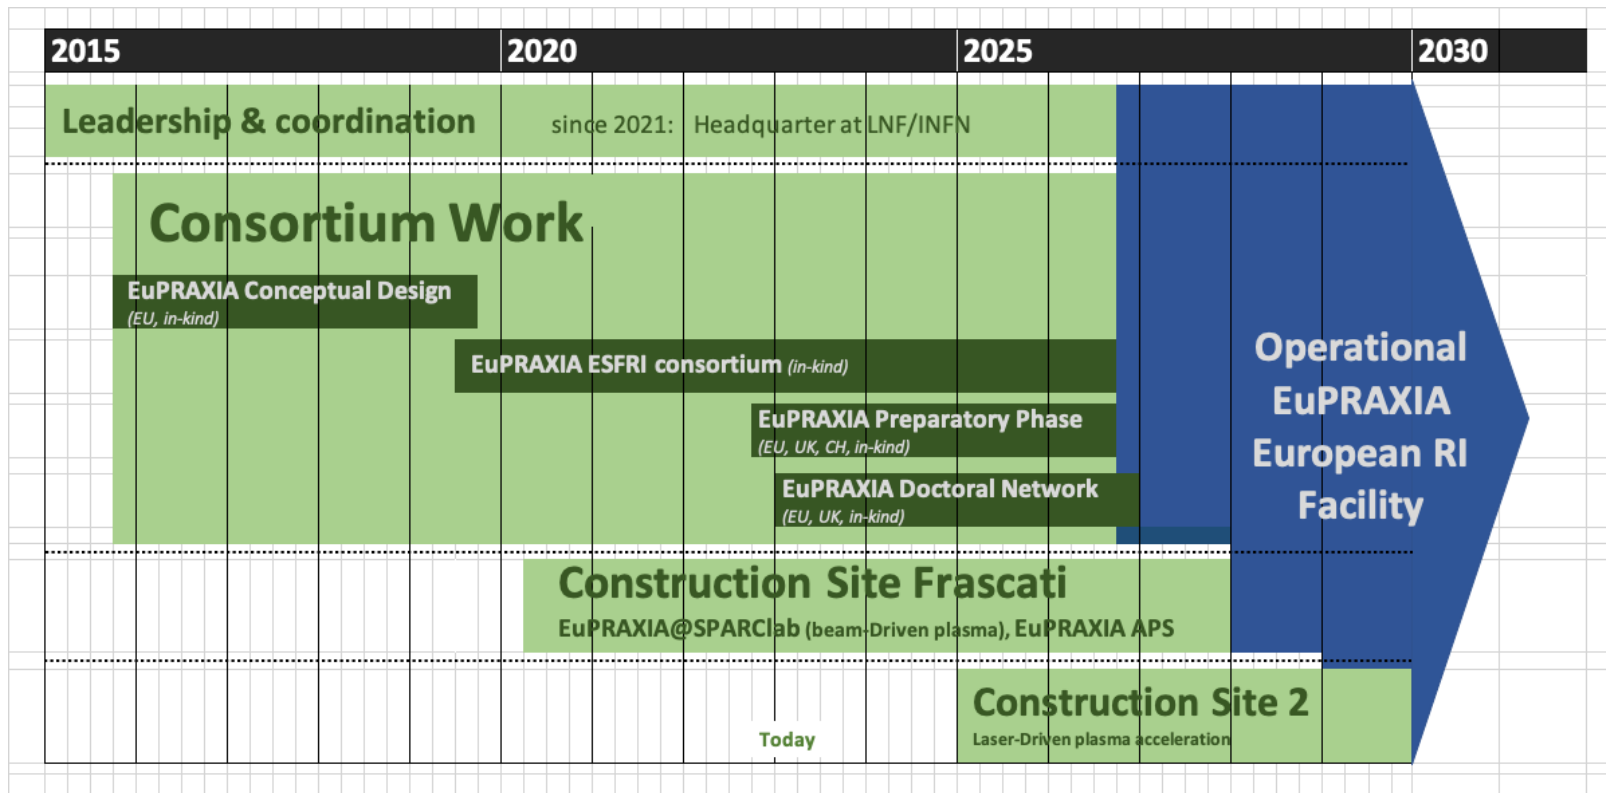 2015 2020 2025 2030
Leadership & coordination since 2021: Headquarter at LNF/INFN
Consortium Work
EuPRAXIA Conceptual Design
(EU, in-kind)
EuPRAXIA ESFRI consortium (in-kind)
EuPRAXIA Preparatory Phase
(EU, UK, CH, in-kind)
EuPRAXIA Doctoral Network
(EU, UK, in-kind)
Operational
EuPRAXIA
European RI
Facility
Construction Site Frascati
EuPRAXIA@SPARClab (beam-Driven plasma), EuPRAXIA APS
Construction Site 2
Laser-Driven plasma acceleration
Today